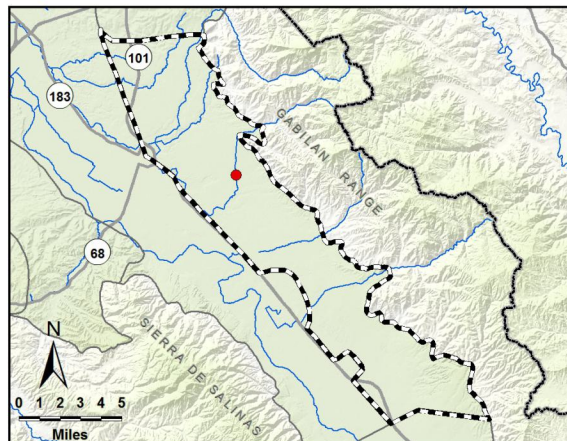 101
183
GABILAN RANGE
68
SIERRA DE SALINAS
N
0 1 2 3 4 5
Miles